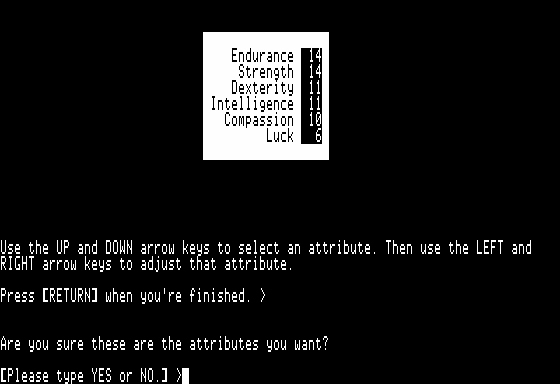 Endurance 14
Strength 14
Dexterity 11
Intelligence 11
Compassion 10
Luck 6
Use the UP and DOWN arrow keys to select an attribute. Then use the LEFT and
RIGHT arrow keys to adjust that attribute.
Press [RETURN] when you're finished. >
Are you sure these are the attributes you want?
[Please type YES or NO.] >